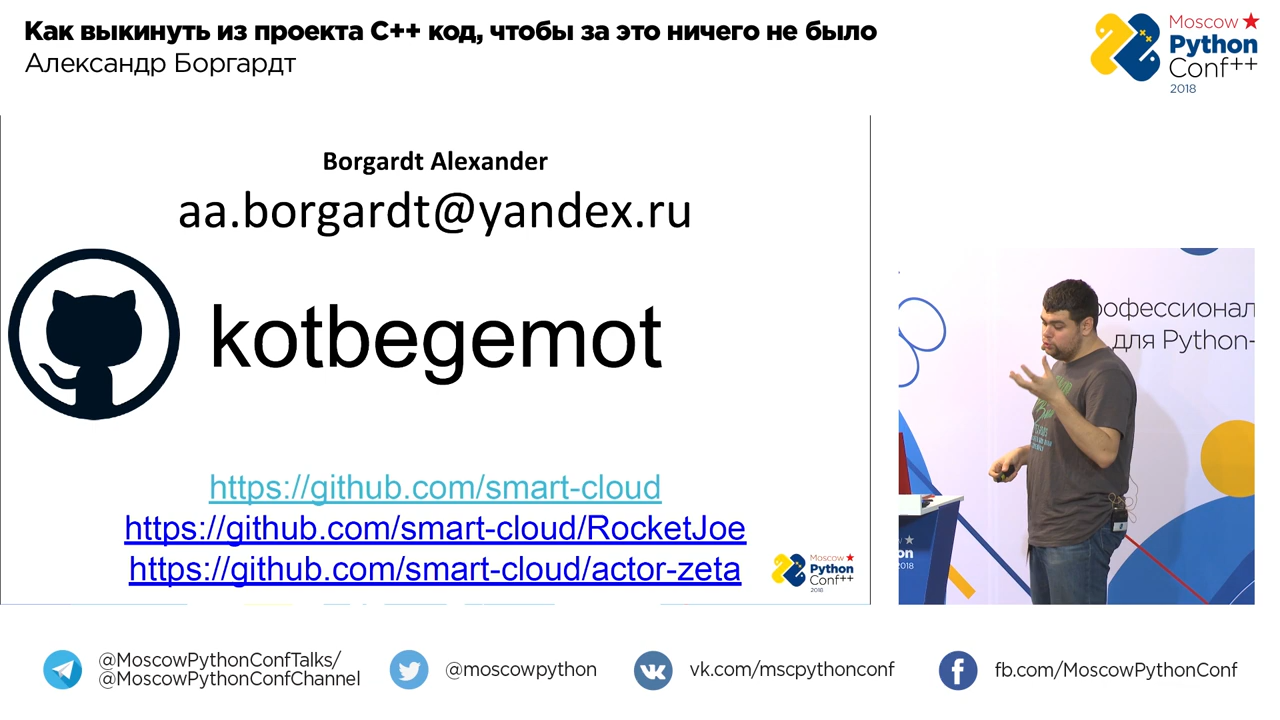 Как выкинуть из проекта C++ код, чтобы за это ничего не было
Александр Боргардт
Moscow
Python
Conf++
2018
Borgardt Alexander
aa.borgardt@yandex.ru
kotbegemot
https://github.com/smart-cloud
https://github.com/smart-cloud/RocketJoe
https://github.com/smart-cloud/actor-zeta
Moscow
Python
Conf++
2018
рофессионал
для Python-
@MoscowPythonConfTalks/
@MoscowPythonConfChannel
@moscowpython
vk.com/mscpythonconf
fb.com/MoscowPythonConf